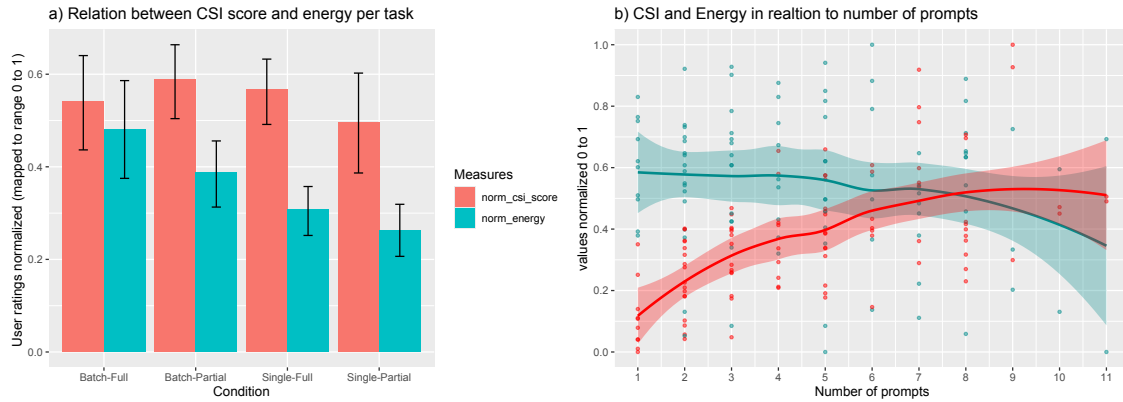 a) Relation between CSI score and energy per task
User ratings normalized (mapped to range 0 to 1)
0.6
0.4
0.2
0.0
Batch-Full Batch-Partial Single-Full Single-Partial
Condition
Measures
norm_csi_score
norm_energy
b) CSI and Energy in realtion to number of prompts
values normalized 0 to 1
1.0
0.8
0.6
0.4
0.2
0.0
1 2 3 4 5 6 7 8 9 10 11
Number of prompts